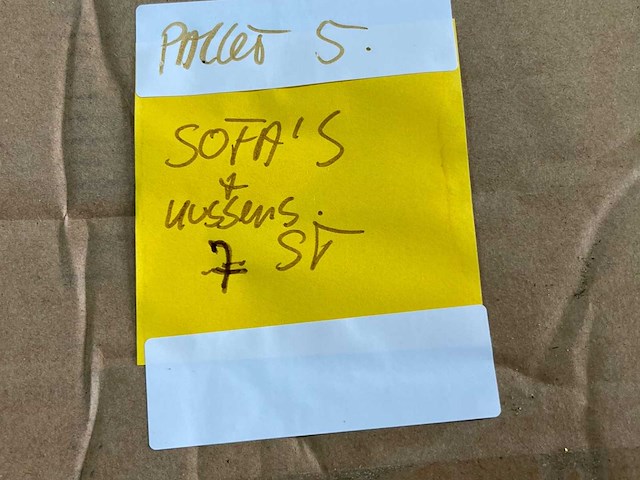 PALLET 5.
SOFA'S
+
kussens.
7 ST